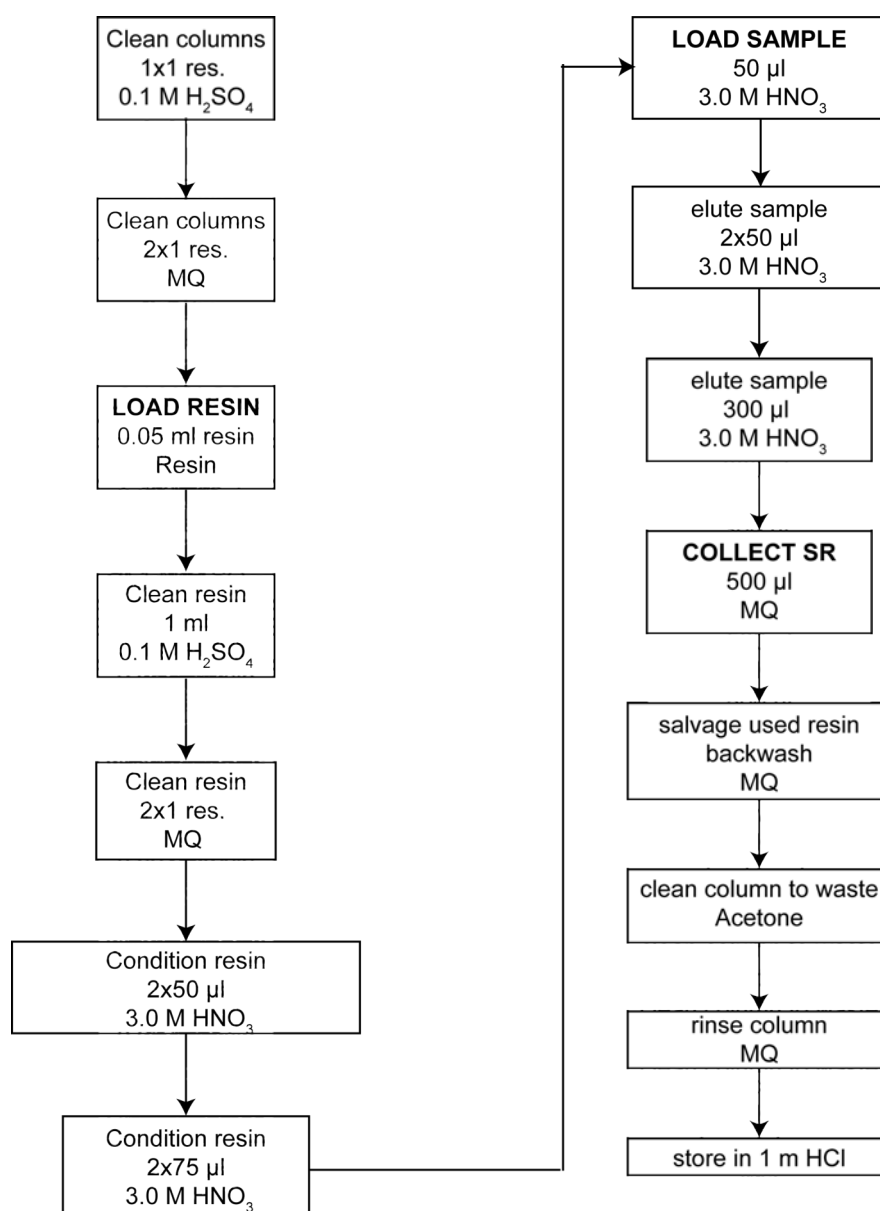 Clean columns
1x1 res.
0.1 M H₂SO₄
Clean columns
2x1 res.
MQ
LOAD RESIN
0.05 ml resin
Resin
Clean resin
1 ml
0.1 M H₂SO₄
Clean resin
2x1 res.
MQ
Condition resin
2x50 µl
3.0 M HNO₃
Condition resin
2x75 µl
3.0 M HNO₃
LOAD SAMPLE
50 µl
3.0 M HNO₃
elute sample
2x50 µl
3.0 M HNO₃
elute sample
300 µl
3.0 M HNO₃
COLLECT SR
500 µl
MQ
salvage used resin
backwash
MQ
clean column to waste
Acetone
rinse column
MQ
store in 1 m HCl